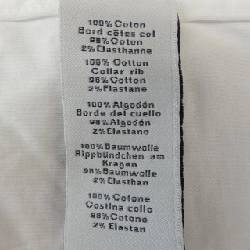 100% Coton
Bord côtes col
98% Coton
2% Elasthanne
100% Cotton
Collar rib
98% Cotton
2% Elastane
100% Algodón
Borde del cuello
98% Algodón
2% Elastano
100% Baumwolle
Rippbündchen am
Kragen
98% Baumwolle
2% Elasthan
100% Cotone
Costina collo
98% Cotone
2% Elastane